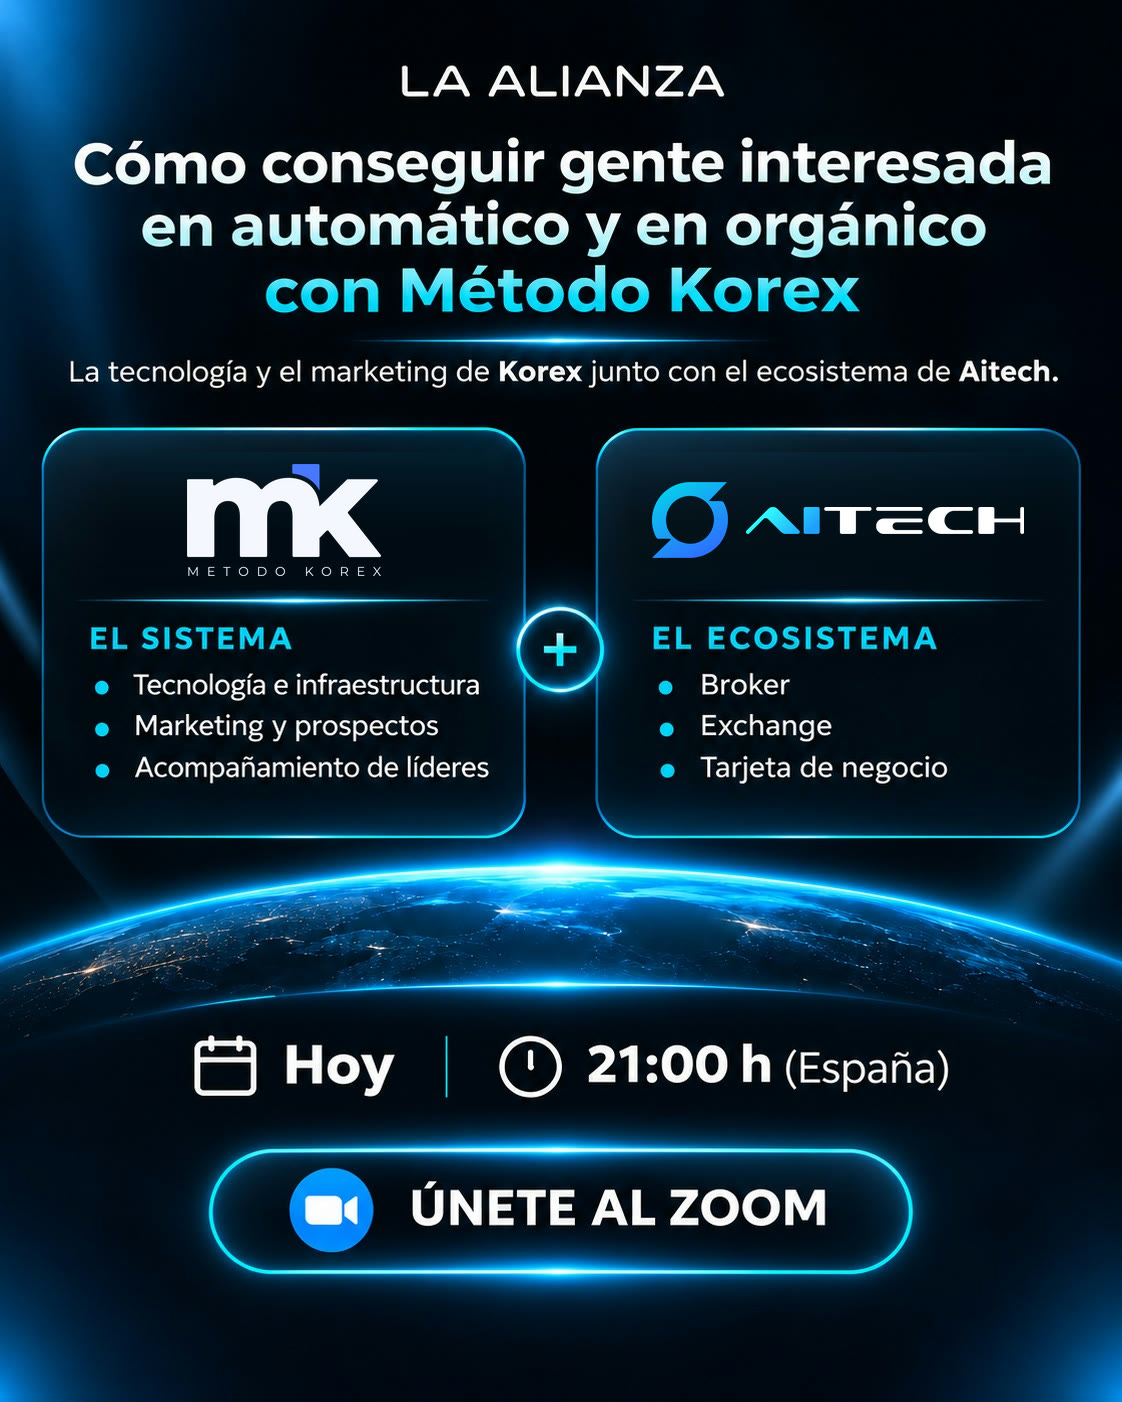 LA ALIANZA
Cómo conseguir gente interesada
en automático y en orgánico
con Método Korex
La tecnología y el marketing de Korex junto con el ecosistema de Aitech.
mk
METODO KOREX
EL SISTEMA
Tecnología e infraestructura
Marketing y prospectos
Acompañamiento de líderes
+
AITECH
EL ECOSISTEMA
Broker
Exchange
Tarjeta de negocio
Hoy
21:00 h (España)
ÚNETE AL ZOOM